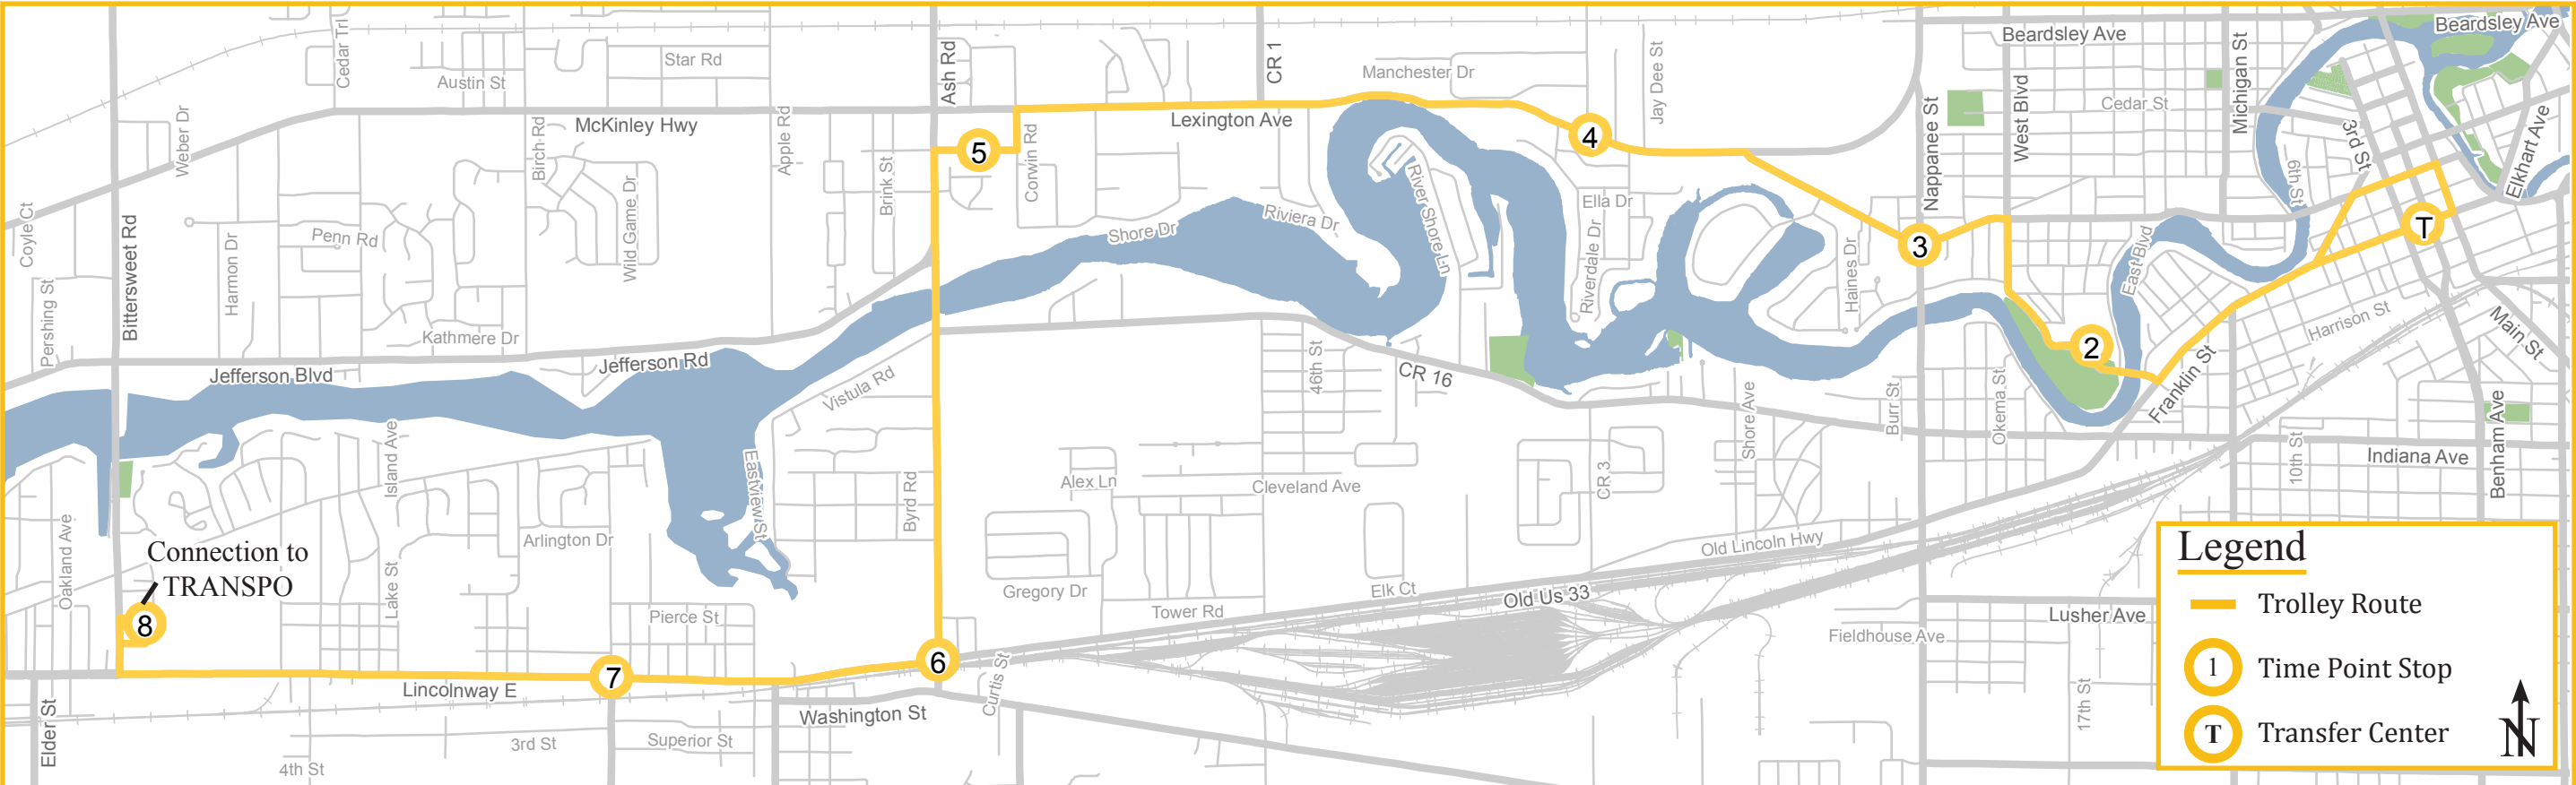 Beardsley Ave
Beardsley Ave
Cedar Trl
Star Rd
Austin St
Ash Rd
CR 1
Manchester Dr
Jay Dee St
Michigan St
West Blvd
Cedar St
Nappanee St
3rd St
6th St
Elkhart Ave
Weber Dr
McKinley Hwy
Birch Rd
Apple Rd
Lexington Ave
4
5
Corwin Rd
Brink St
Wild Game Dr
River Shore Ln
Ella Dr
Riverdale Dr
Coyle Ct
Bittersweet Rd
Harmon Dr
Penn Rd
Shore Dr
Riviera Dr
Haines Dr
3
East Blvd
T
Pershing St
Kathmere Dr
Jefferson Rd
Jefferson Blvd
Vistula Rd
46th St
CR 16
2
Franklin St
Harrison St
Main St
Burr St
Okema St
Shore Ave
Benham Ave
Indiana Ave
10th St
Island Ave
Eastview St
Byrd Rd
Alex Ln
Cleveland Ave
CR 3
Oakland Ave
Connection to
TRANSPO
8
Arlington Dr
Lake St
Pierce St
Gregory Dr
Tower Rd
Elk Ct
Old Us 33
Old Lincoln Hwy
Fieldhouse Ave
Lusher Ave
17th St
7
6
Curtis St
Lincolnway E
Washington St
Elder St
3rd St
Superior St
4th St
Legend
Trolley Route
1
Time Point Stop
T
Transfer Center
N